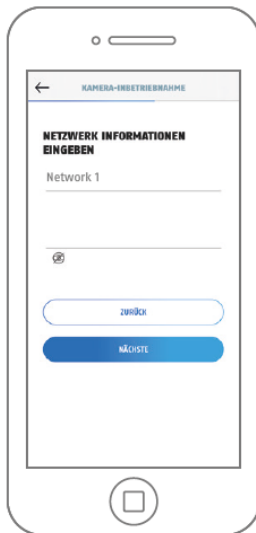 KAMERA-INBETRIEBNAHME
NETZWERK INFORMATIONEN
EINGEBEN
Network 1
ZURÜCK
NÄCHSTE